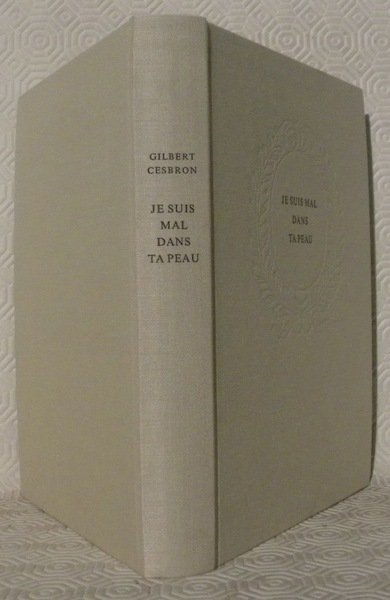 GILBERT
CESBRON
JE SUIS
MAL
DANS
TA PEAU
JE SUIS MAL
DANS
TA PEAU